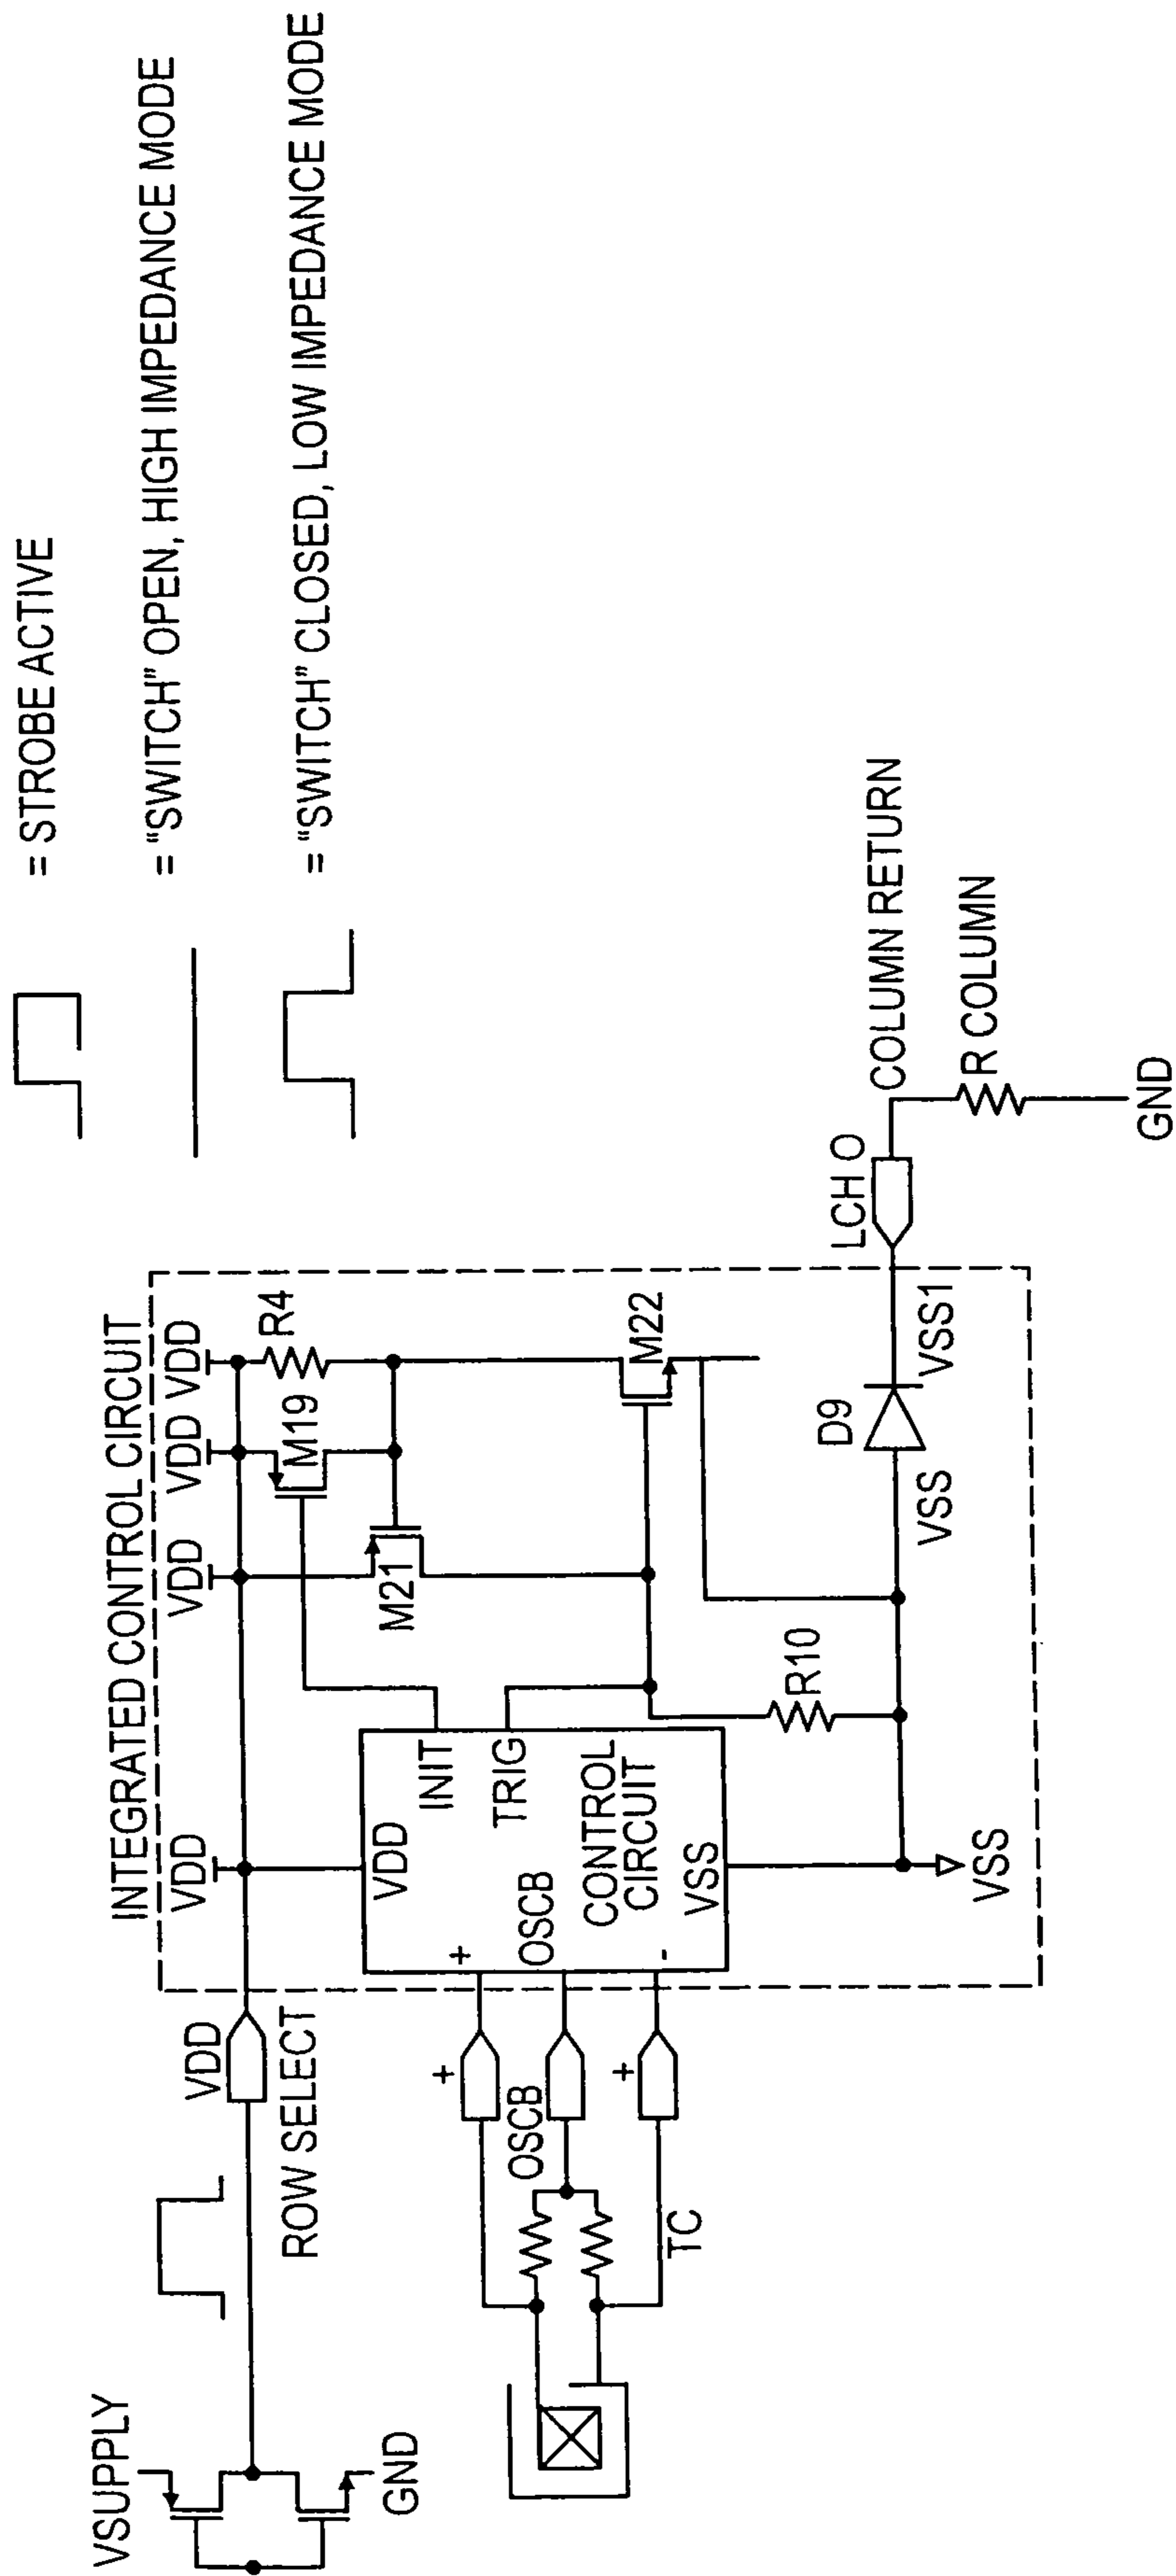 = STROBE ACTIVE
= "SWITCH" OPEN, HIGH IMPEDANCE MODE
= "SWITCH" CLOSED, LOW IMPEDANCE MODE
INTEGRATED CONTROL CIRCUIT
VSUPPLY
GND
VDD
ROW SELECT
VDD
VDD
VDD
VDD
R4
M19
M21
M22
+
OSCB
+
TC
+
OSCB
-
VDD
INIT
TRIG
CONTROL
CIRCUIT
VSS
R10
VSS
D9
VSS
VSS1
LCH O
COLUMN RETURN
R COLUMN
GND